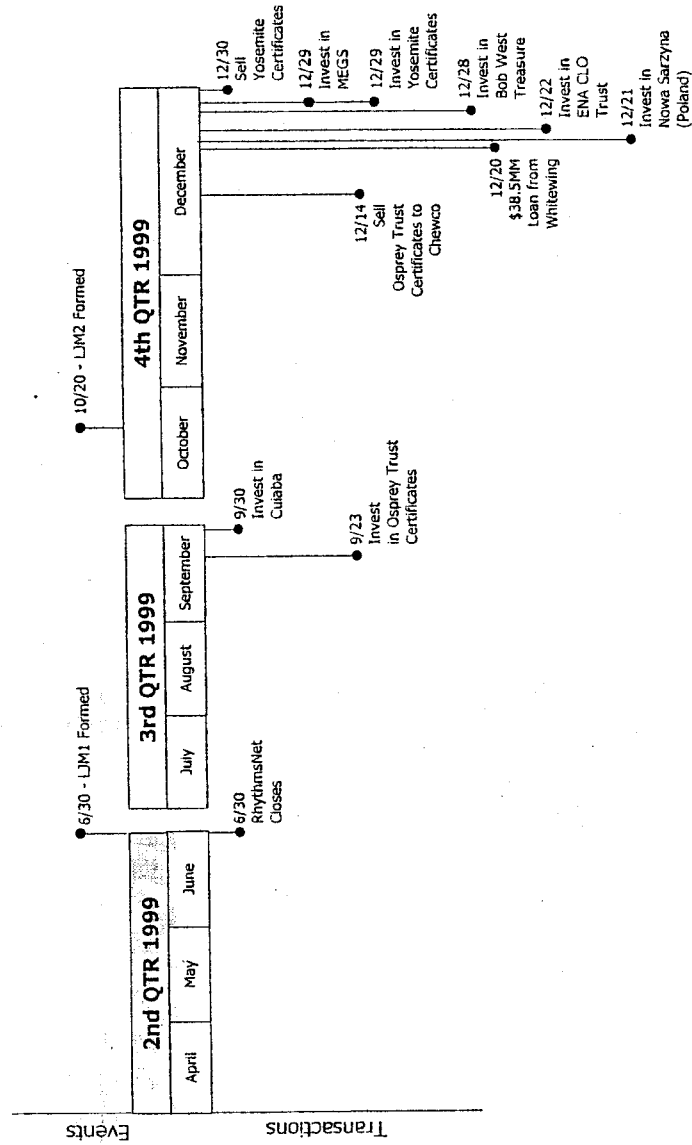 Events
6/30 - LJM1 Formed
10/20 - LJM2 Formed
2nd QTR 1999
April
May
June
3rd QTR 1999
July
August
September
4th QTR 1999
October
November
December
Transactions
6/30
RhythmsNet
Closes
9/23
Invest
in Osprey Trust
Certificates
9/30
Invest in
Cuiaba
12/14
Sell
Osprey Trust
Certificates to
Chewco
12/20
$38.5MM
Loan from
Whitewing
12/21
Invest in
Nowa Sarzyna
(Poland)
12/22
Invest in
ENA CLO
Trust
12/28
Invest in
Bob West
Treasure
12/29
Invest in
Yosemite
Certificates
12/29
Invest in
MEGS
12/30
Sell
Yosemite
Certificates